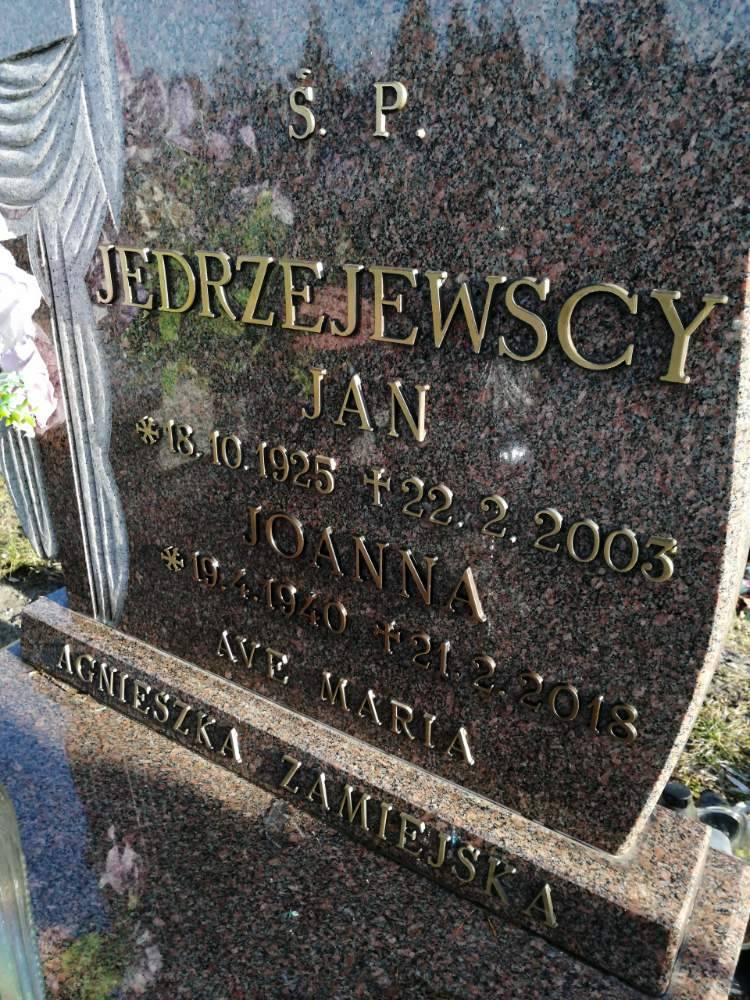 Ś. P.
JEDRZEJEWSCY
JAN
* 18. 10. 1925 † 22. 2. 2003
JOANNA
* 19. 4. 1940 † 21. 2. 2018
AVE MARIA
AGNIESZKA ZAMIEJSKA